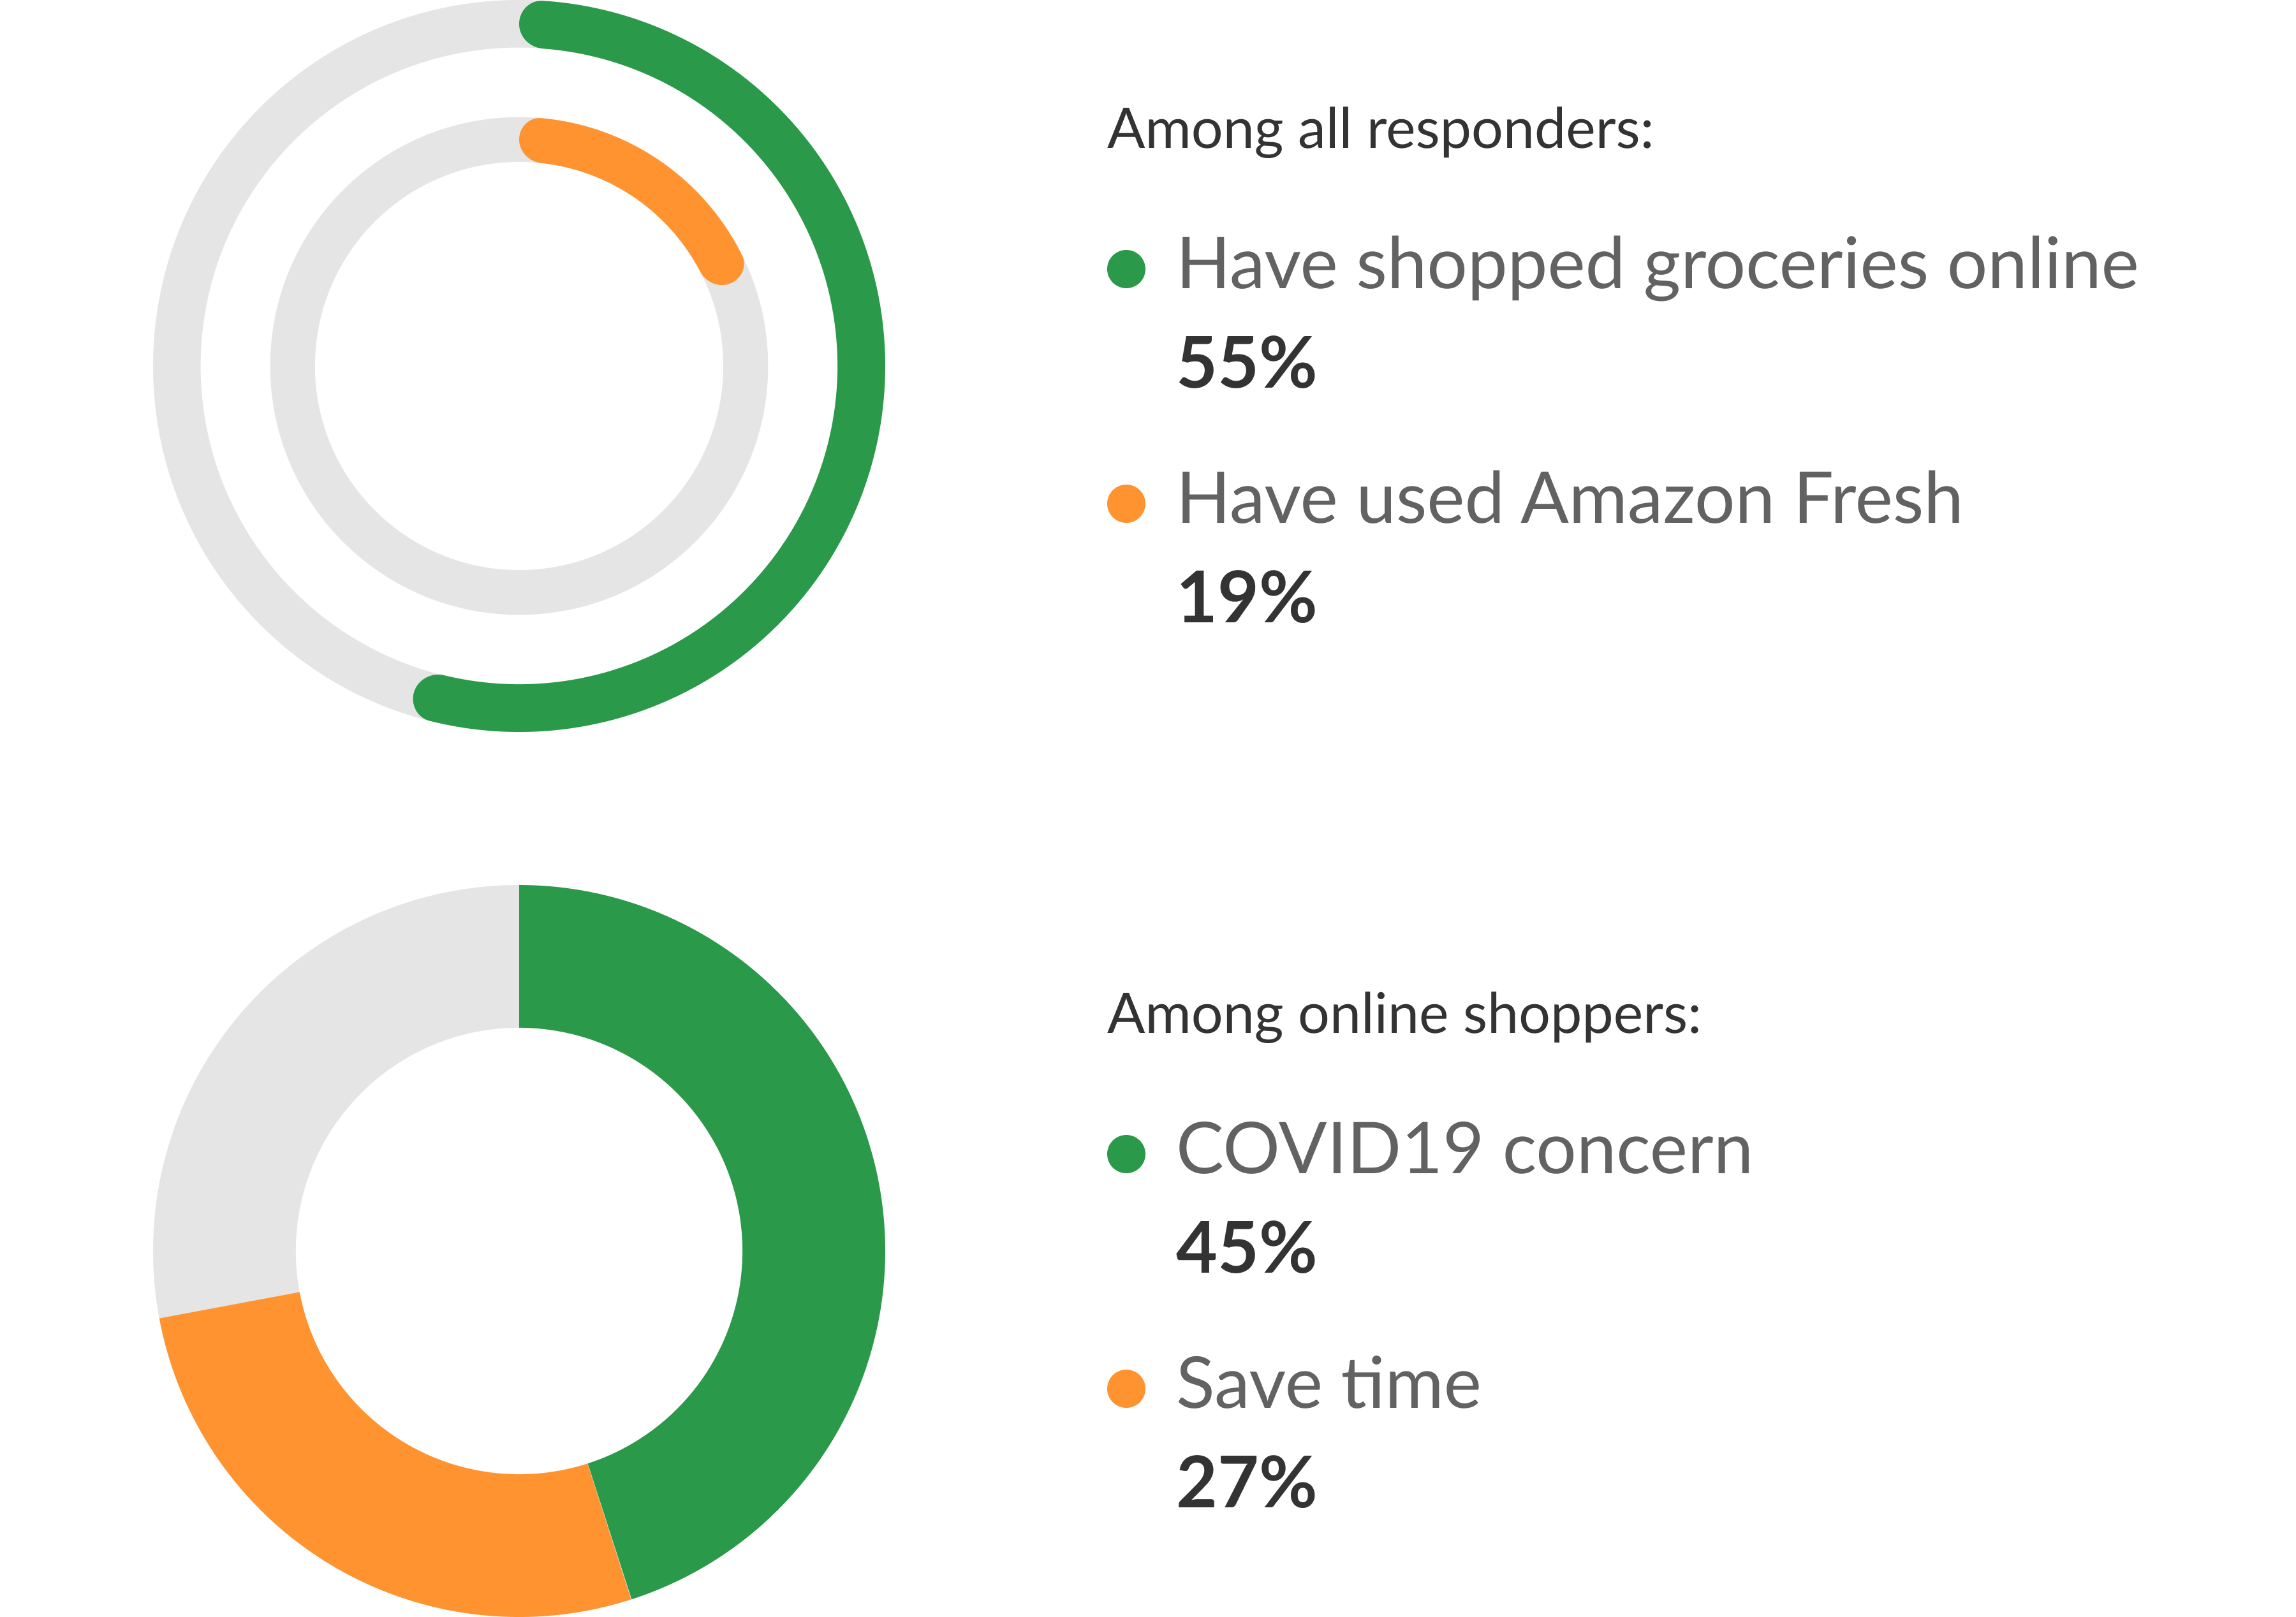 Among all responders:
Have shopped groceries online
55%
Have used Amazon Fresh
19%
Among online shoppers:
COVID19 concern
45%
Save time
27%